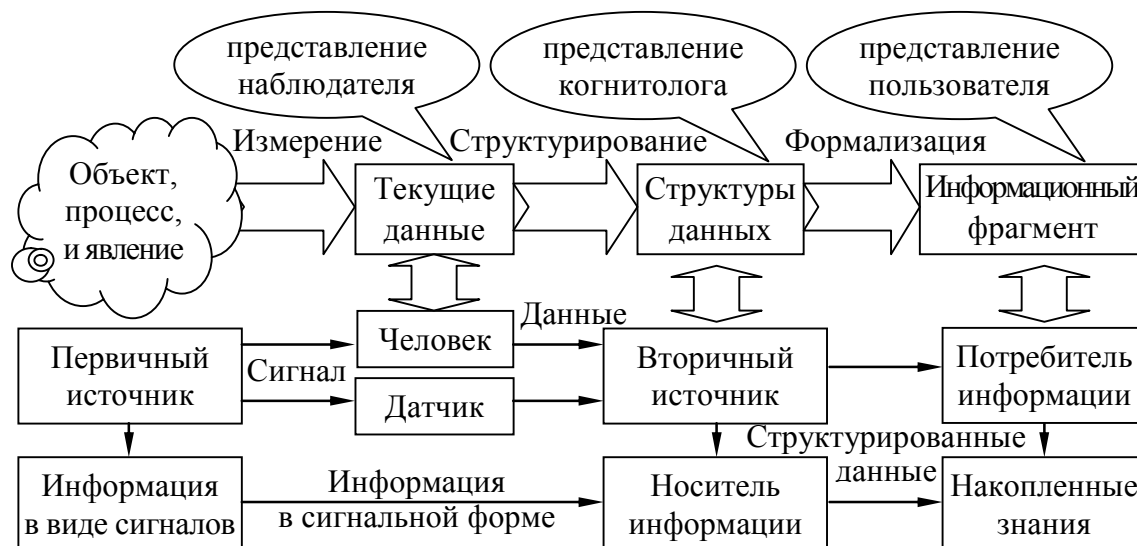 представление
наблюдателя
представление
когнитолога
представление
пользователя
Измерение
Структурирование
Формализация
Объект,
процесс,
и явление
Текущие
данные
Структуры
данных
Информационный
фрагмент
Данные
Человек
Первичный
источник
Сигнал
Датчик
Вторичный
источник
Потребитель
информации
Структурированные
данные
Информация
в виде сигналов
Информация
в сигнальной форме
Носитель
информации
Накопленные
знания